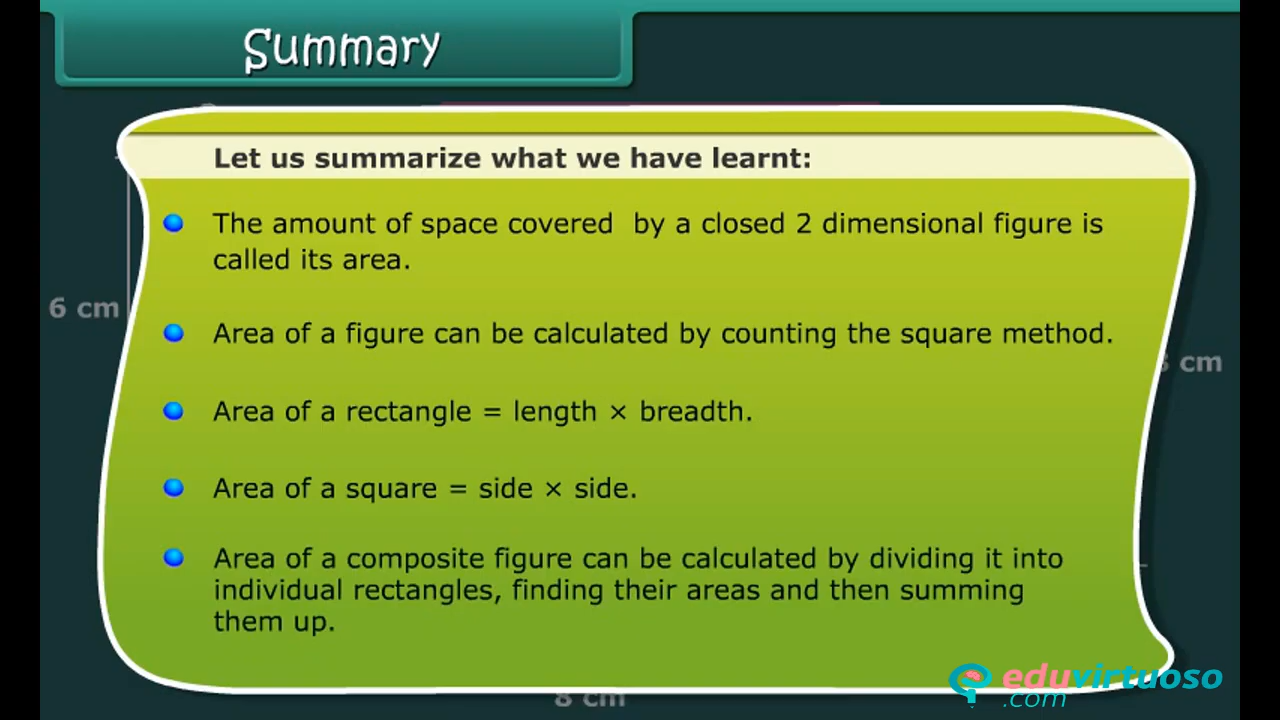 Summary
Let us summarize what we have learnt:
The amount of space covered by a closed 2 dimensional figure is
called its area.
6 cm
Area of a figure can be calculated by counting the square method.
cm
Area of a rectangle = length × breadth.
Area of a square = side × side.
Area of a composite figure can be calculated by dividing it into
individual rectangles, finding their areas and then summing
them up.
eduvirtuoso
.com
8 cm